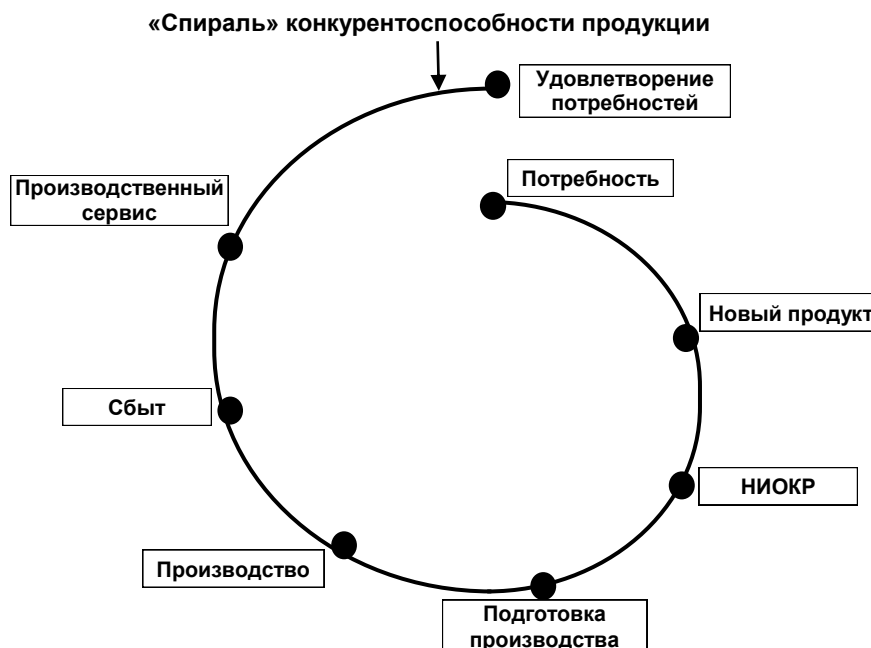 «Спираль» конкурентоспособности продукции
Удовлетворение
потребностей
Потребность
Производственный
сервис
Новый продукт
Сбыт
НИОКР
Производство
Подготовка
производства